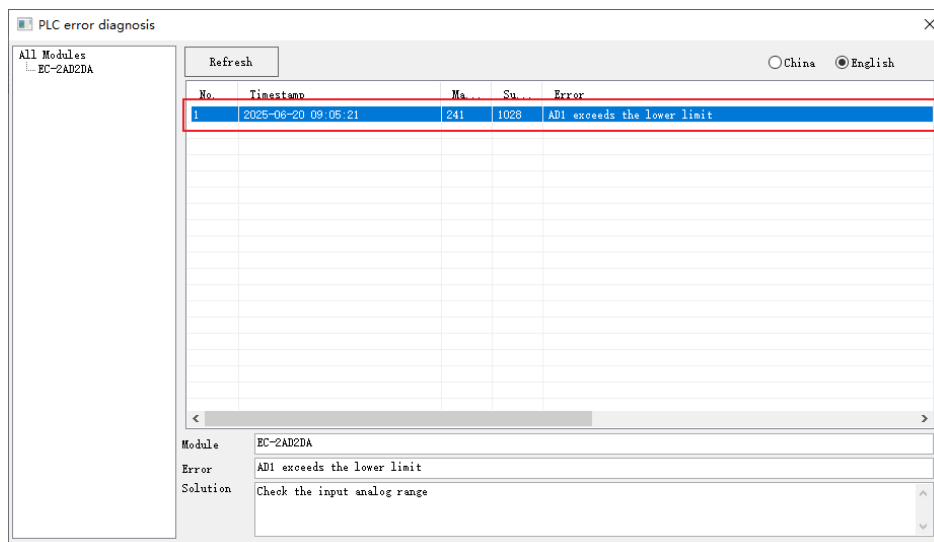 PLC error diagnosis
All Modules
EC-2AD2DA
Refresh
China English
No. Timestamp Ma... Su... Error
1 2025-06-20 09:05:21 241 1028 AD1 exceeds the lower limit
Module EC-2AD2DA
Error AD1 exceeds the lower limit
Solution Check the input analog range